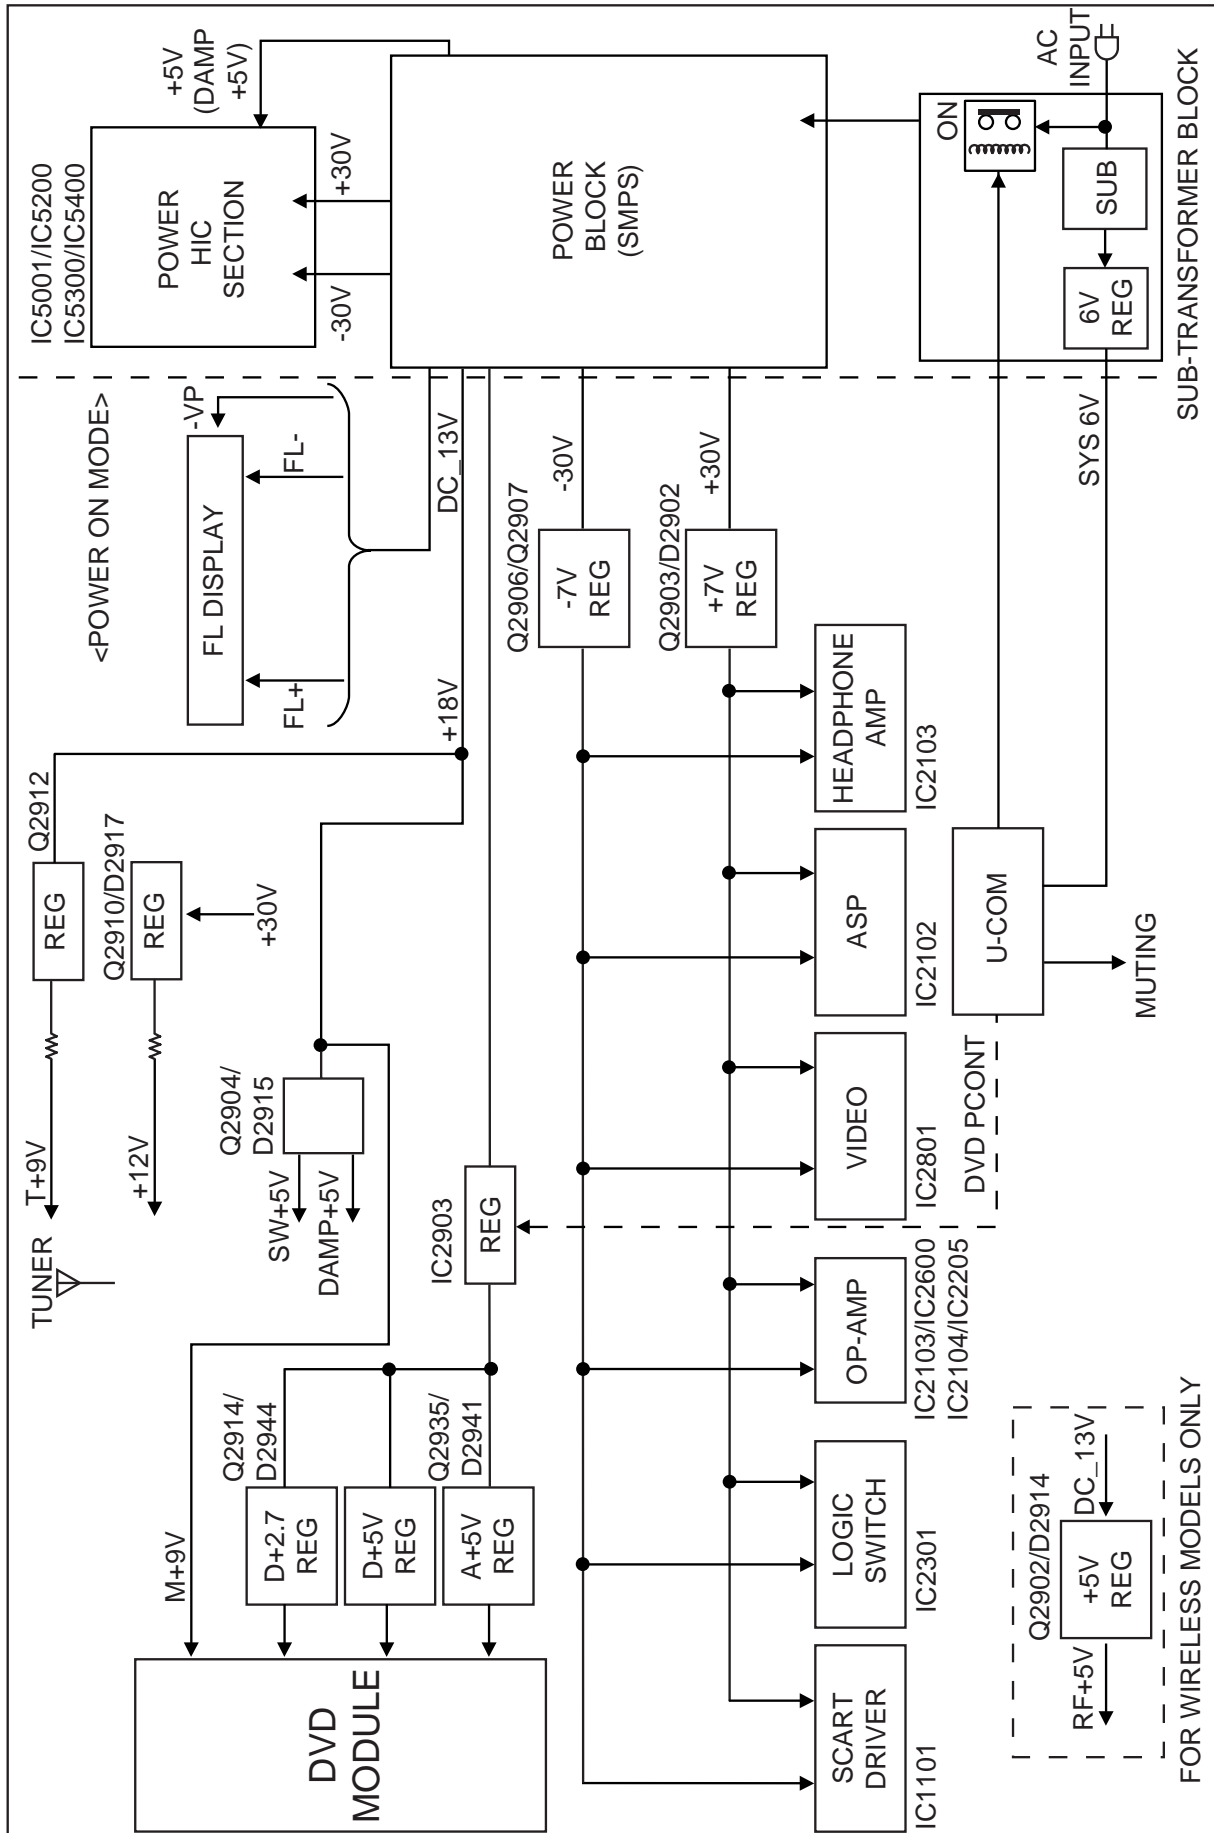 <POWER ON MODE>
IC5001/IC5200
IC5300/IC5400
POWER
HIC
SECTION
+5V
(DAMP
+5V)
-30V
+30V
POWER
BLOCK
(SMPS)
AC
INPUT
ON
SUB
6V
REG
SUB-TRANSFORMER BLOCK
SYS 6V
FL DISPLAY
FL+
FL-
-VP
DC_13V
+18V
-30V
+30V
Q2906/Q2907
-7V
REG
Q2903/D2902
+7V
REG
Q2912
REG
Q2910/D2917
REG
+30V
T+9V
+12V
TUNER
Q2904/
D2915
SW+5V
DAMP+5V
IC2903
REG
M+9V
Q2914/
D2944
D+2.7
REG
D+5V
REG
Q2935/
D2941
A+5V
REG
DVD
MODULE
SCART
DRIVER
IC1101
LOGIC
SWITCH
IC2301
OP-AMP
IC2103/IC2600
IC2104/IC2205
VIDEO
IC2801
ASP
IC2102
HEADPHONE
AMP
IC2103
DVD PCONT
U-COM
MUTING
Q2902/D2914
RF+5V
+5V
REG
DC_13V
FOR WIRELESS MODELS ONLY